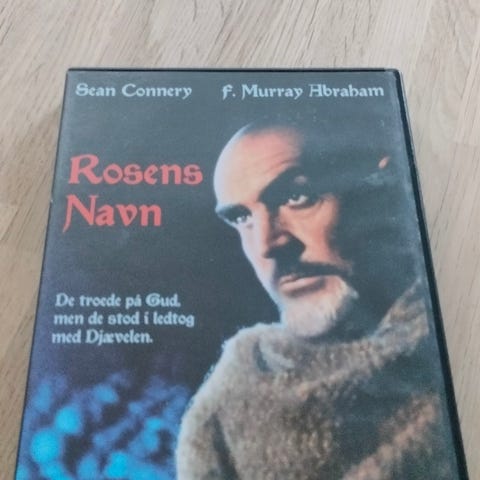 Sean Connery F. Murray Abraham
Rosens
Navn
De troede på Gud,
men de stod i ledtog
med Djævelen.